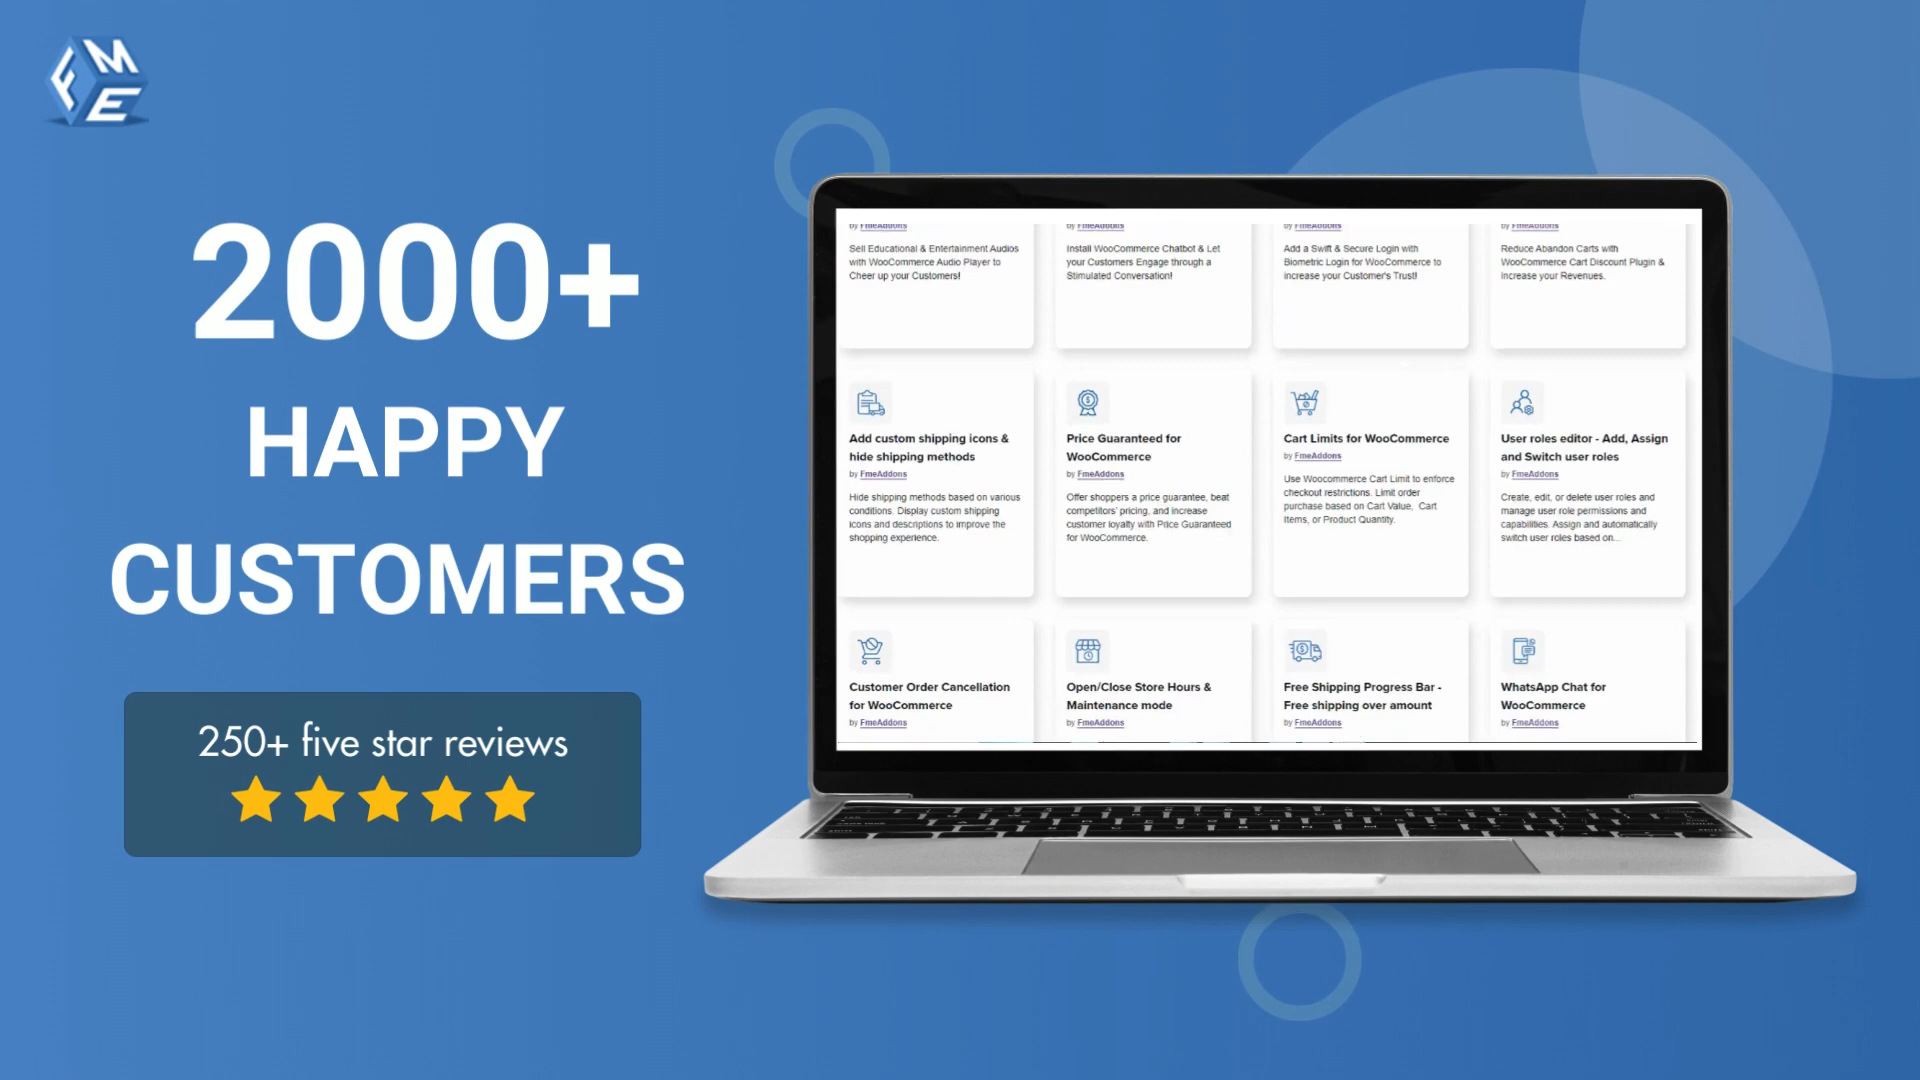 FME
2000+
HAPPY
CUSTOMERS
250+ five star reviews
by FmeAddons
Sell Educational & Entertainment Audios
with WooCommerce Audio Player to
Cheer up your Customers!
by FmeAddons
Install WooCommerce Chatbot & Let
your Customers Engage through a
Stimulated Conversation!
by FmeAddons
Add a Swift & Secure Login with
Biometric Login for WooCommerce to
increase your Customer's Trust!
by FmeAddons
Reduce Abandon Carts with
WooCommerce Cart Discount Plugin &
Increase your Revenues.
Add custom shipping icons &
hide shipping methods
by FmeAddons
Hide shipping methods based on various
conditions. Display custom shipping
icons and descriptions to improve the
shopping experience.
Price Guaranteed for
WooCommerce
by FmeAddons
Offer shoppers a price guarantee, beat
competitors' pricing, and increase
customer loyalty with Price Guaranteed
for WooCommerce.
Cart Limits for WooCommerce
by FmeAddons
Use Woocommerce Cart Limit to enforce
checkout restrictions. Limit order
purchase based on Cart Value, Cart
Items, or Product Quantity.
User roles editor - Add, Assign
and Switch user roles
by FmeAddons
Create, edit, or delete user roles and
manage user role permissions and
capabilities. Assign and automatically
switch user roles based on...
Customer Order Cancellation
for WooCommerce
by FmeAddons
Open/Close Store Hours &
Maintenance mode
by FmeAddons
Free Shipping Progress Bar -
Free shipping over amount
by FmeAddons
WhatsApp Chat for
WooCommerce
by FmeAddons